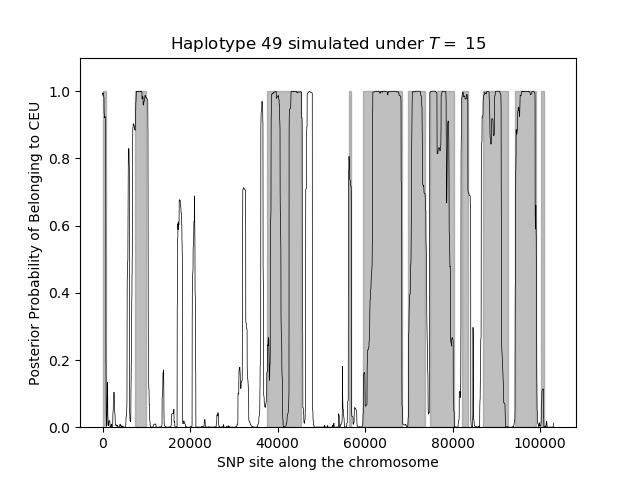 Haplotype 49 simulated under T = 15
Posterior Probability of Belonging to CEU
1.0
0.8
0.6
0.4
0.2
0.0
0 20000 40000 60000 80000 100000
SNP site along the chromosome